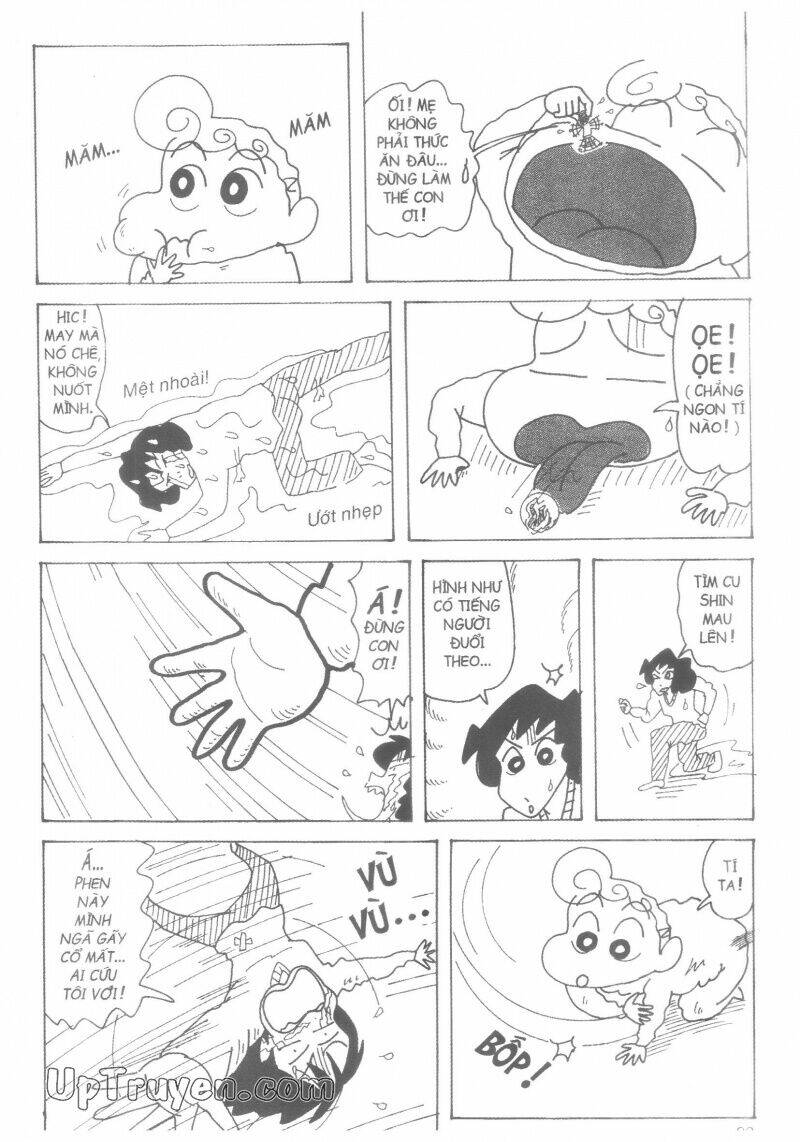 ỐI! MẸ
KHÔNG
PHẢI THỨC
ĂN ĐÂU...
ĐỪNG LÀM
THẾ CON
ƠI!
MĂM
MĂM...
ỌE!
ỌE!
(CHẲNG
NGON TÍ
NÀO!)
HIC!
MAY MÀ
NÓ CHÊ,
KHÔNG
NUỐT
MÌNH.
Mệt nhoài!
Ướt nhẹp
TÌM CU
SHIN
MAU
LÊN!
HÌNH NHƯ
CÓ TIẾNG
NGƯỜI
ĐUỔI
THEO...
Á!
ĐỪNG
CON
ƠI!
TÍ
TA!
BỐP!
VÙ
VÙ...
Á...
PHEN
NÀY
MÌNH
NGÃ GÃY
CỔ MẤT...
AI CỨU
TÔI VỚI!
UpTruyen.com